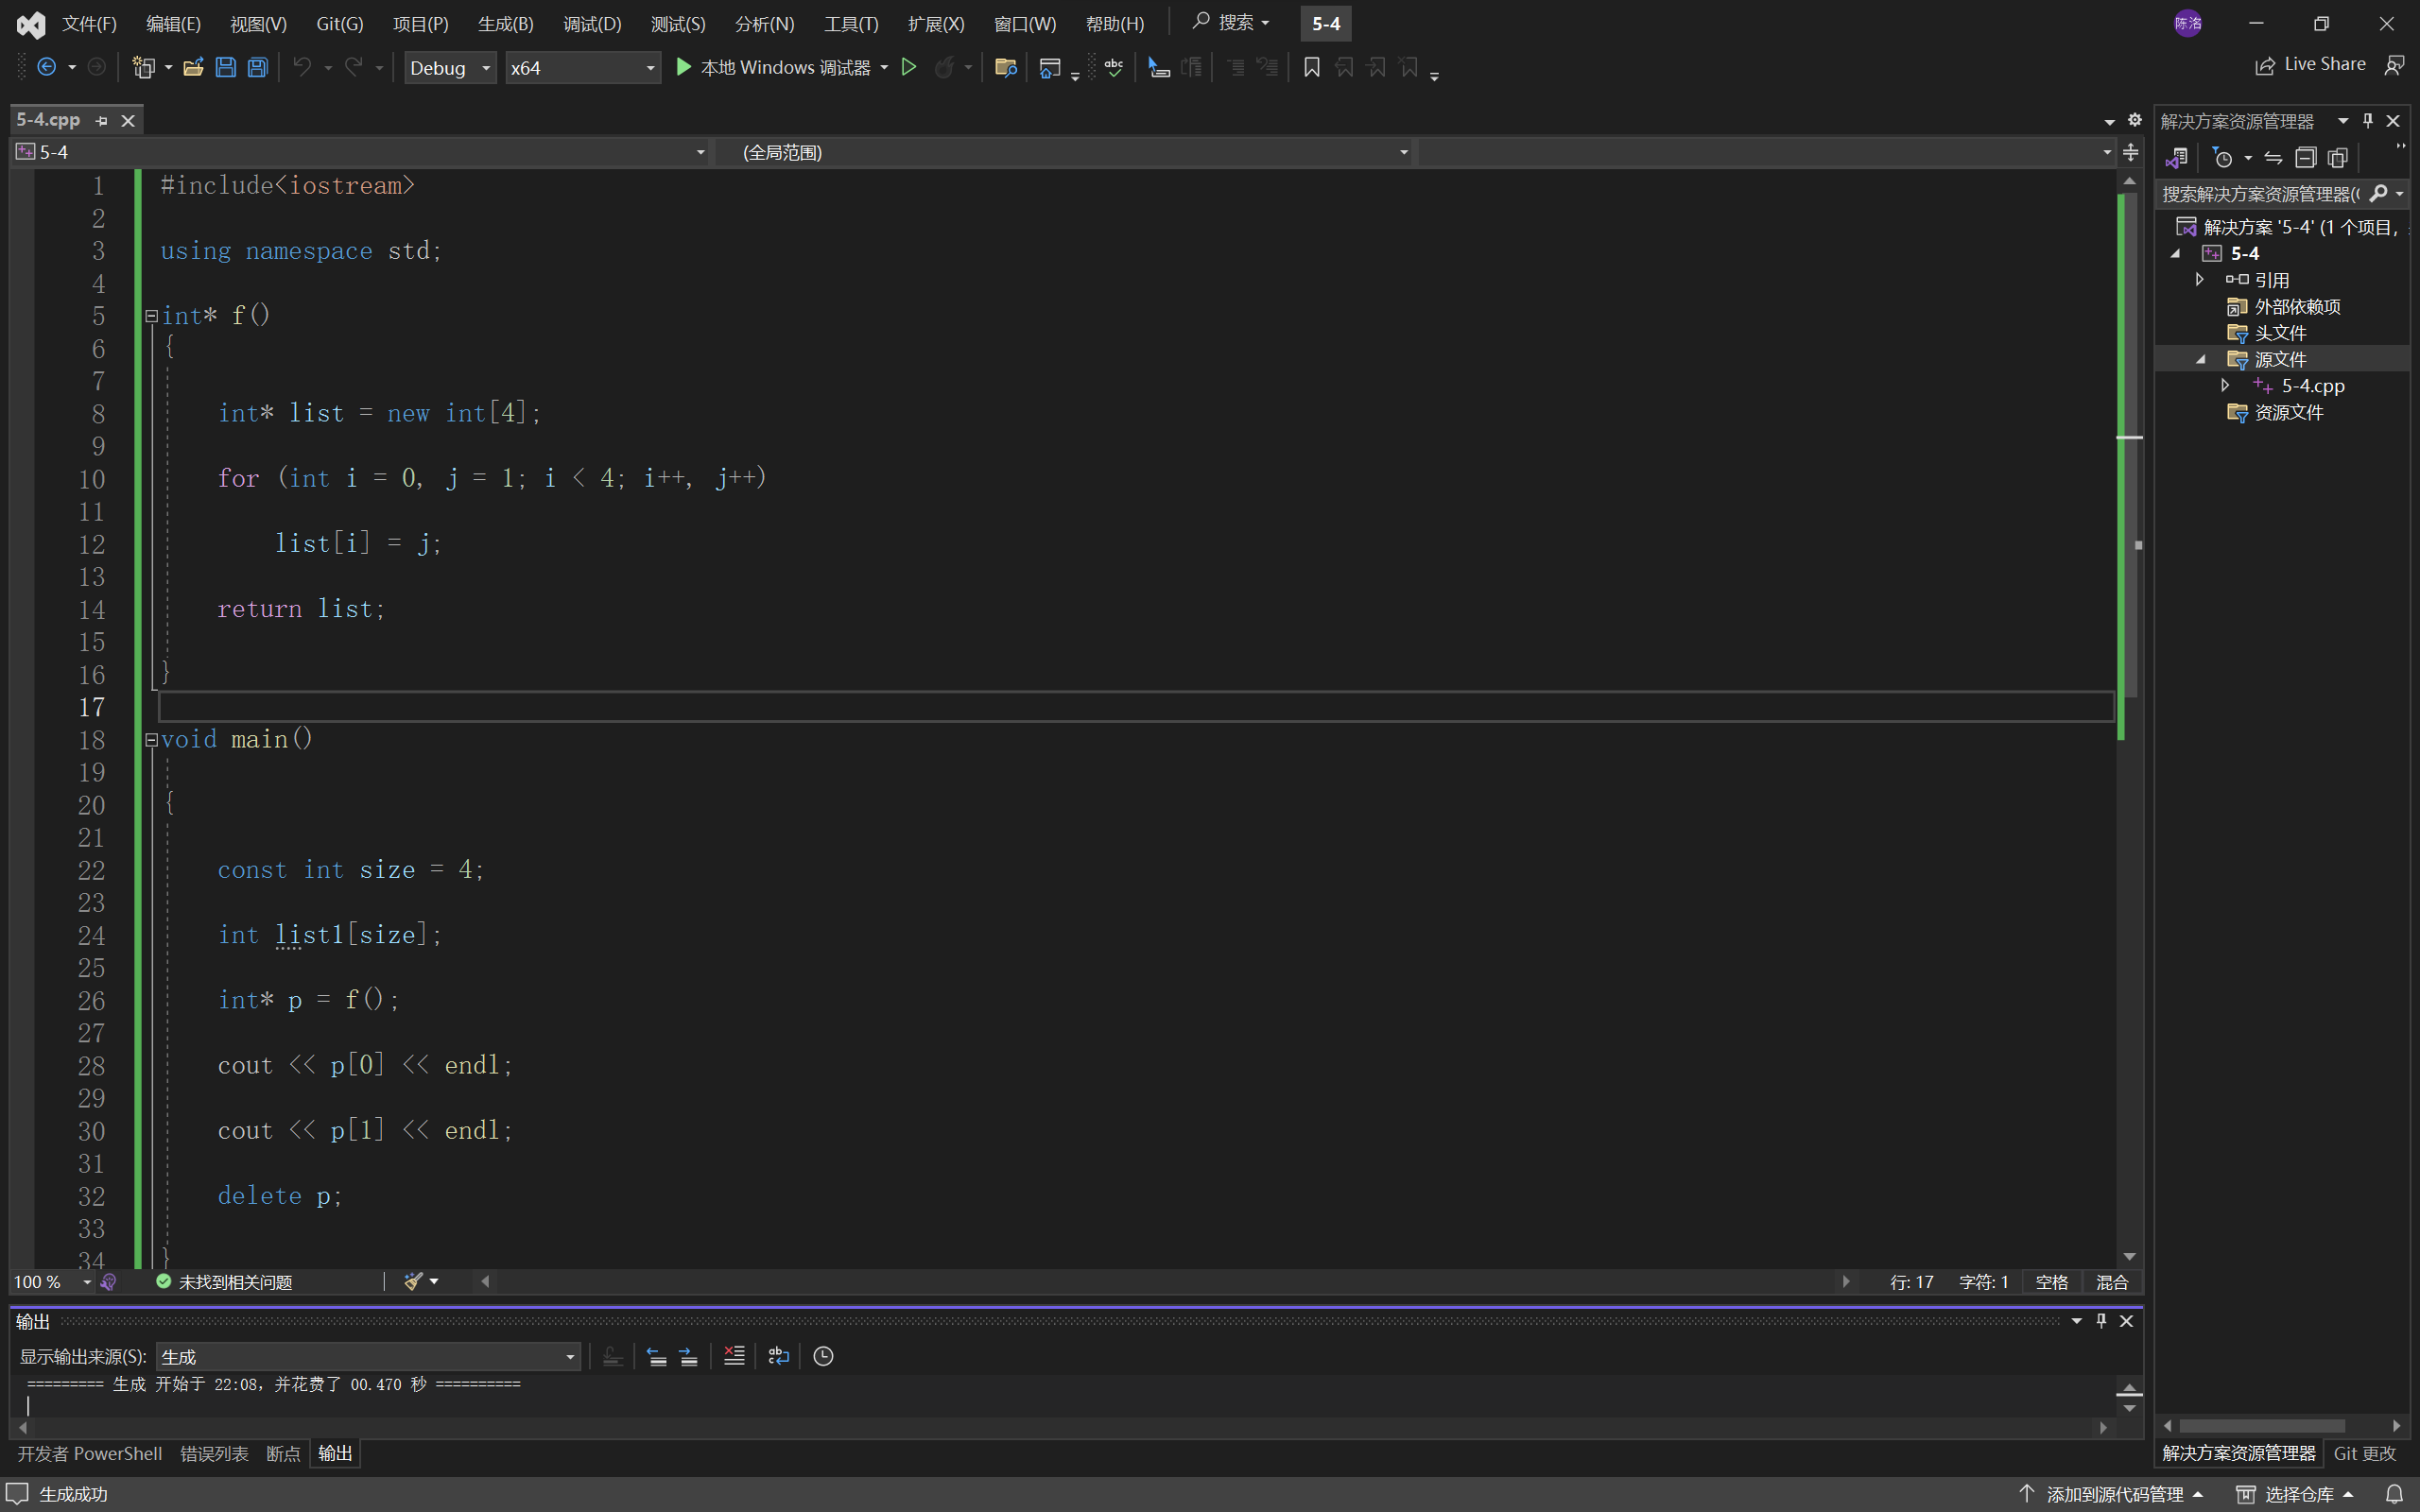 文件(F) 编辑(E) 视图(V) Git(G) 项目(P) 生成(B) 调试(D) 测试(S) 分析(N) 工具(T) 扩展(X) 窗口(W) 帮助(H) 搜索 5-4 陈洛
Debug x64 本地 Windows 调试器 Live Share
5-4.cpp
5-4 (全局范围)
1 #include<iostream>
2
3 using namespace std;
4
5 int* f()
6 {
7
8 int* list = new int[4];
9
10 for (int i = 0, j = 1; i < 4; i++, j++)
11
12 list[i] = j;
13
14 return list;
15
16 }
17
18 void main()
19
20 {
21
22 const int size = 4;
23
24 int list1[size];
25
26 int* p = f();
27
28 cout << p[0] << endl;
29
30 cout << p[1] << endl;
31
32 delete p;
33
34 }
100 % 未找到相关问题 行: 17 字符: 1 空格 混合
输出
显示输出来源(S): 生成
========= 生成 开始于 22:08，并花费了 00.470 秒 ==========
开发者 PowerShell 错误列表 断点 输出
解决方案资源管理器
搜索解决方案资源管理器(
解决方案 '5-4' (1 个项目，
5-4
引用
外部依赖项
头文件
源文件
5-4.cpp
资源文件
解决方案资源管理器 Git 更改
生成成功 添加到源代码管理 选择仓库